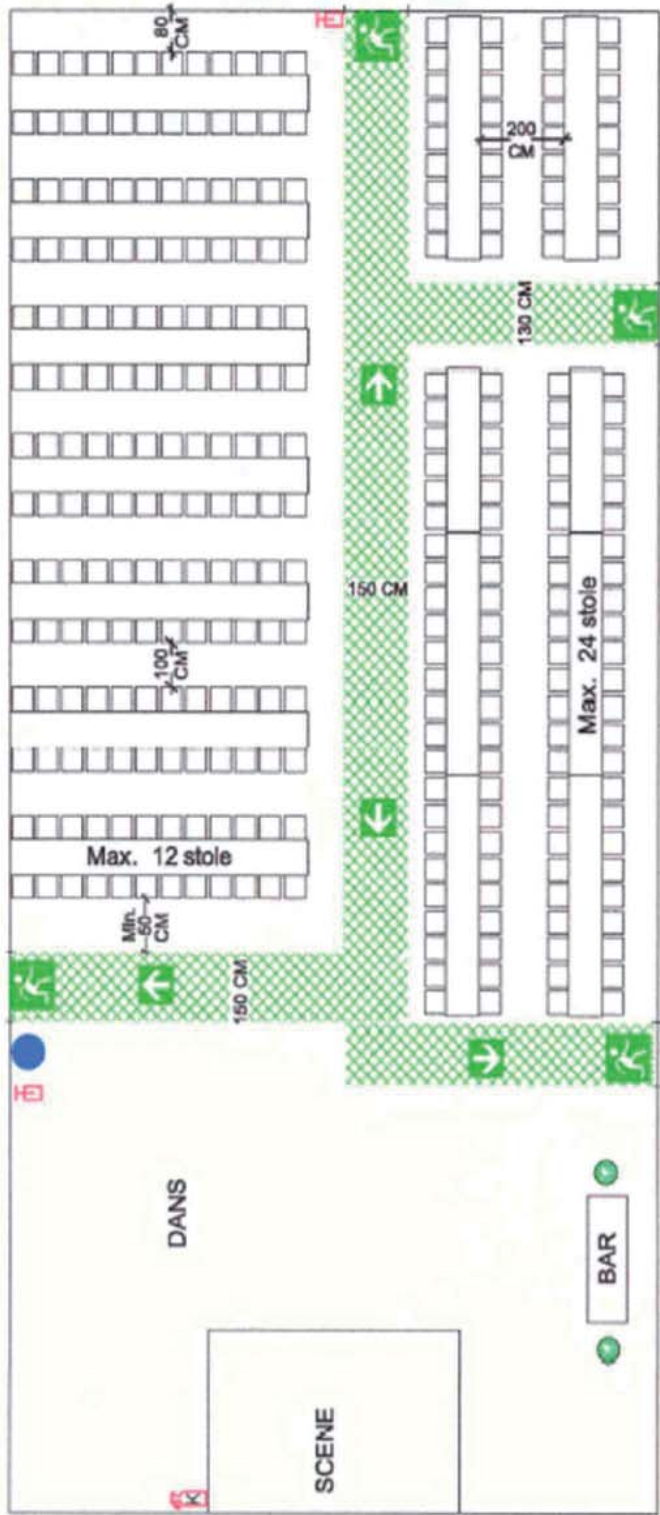 80
CM
200
CM
130 CM
150 CM
100
CM
Max. 24 stole
Max. 12 stole
Min.
50
CM
150 CM
DANS
BAR
SCENE
K